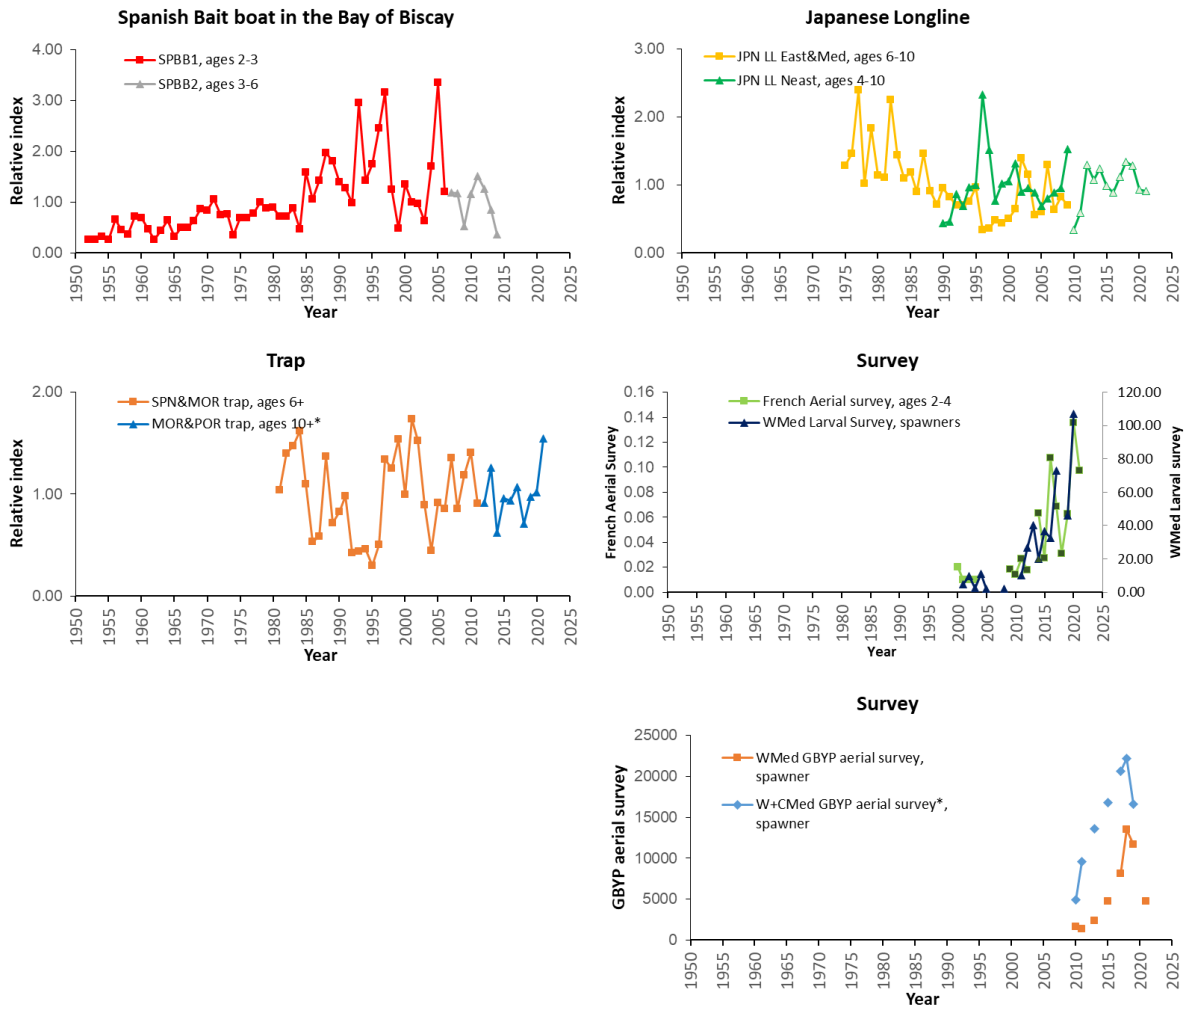 Spanish Bait boat in the Bay of Biscay
4.00
3.00
2.00
1.00
0.00
Relative index
SPBB1, ages 2-3
SPBB2, ages 3-6
1950 1955 1960 1965 1970 1975 1980 1985 1990 1995 2000 2005 2010 2015 2020 2025
Year
Japanese Longline
3.00
2.00
1.00
0.00
Relative index
JPN LL East&Med, ages 6-10
JPN LL Neast, ages 4-10
1950 1955 1960 1965 1970 1975 1980 1985 1990 1995 2000 2005 2010 2015 2020 2025
Year
Trap
2.00
1.00
0.00
Relative index
SPN&MOR trap, ages 6+
MOR&POR trap, ages 10+*
1950 1955 1960 1965 1970 1975 1980 1985 1990 1995 2000 2005 2010 2015 2020 2025
Year
Survey
0.16
0.14
0.12
0.10
0.08
0.06
0.04
0.02
0.00
French Aerial Survey
French Aerial survey, ages 2-4
WMed Larval Survey, spawners
120.00
100.00
80.00
60.00
40.00
20.00
0.00
WMed Larval survey
1950 1955 1960 1965 1970 1975 1980 1985 1990 1995 2000 2005 2010 2015 2020 2025
Year
Survey
25000
20000
15000
10000
5000
0
GBYP aerial survey
WMed GBYP aerial survey,
spawner
W+CMed GBYP aerial survey*,
spawner
1950 1955 1960 1965 1970 1975 1980 1985 1990 1995 2000 2005 2010 2015 2020 2025
Year